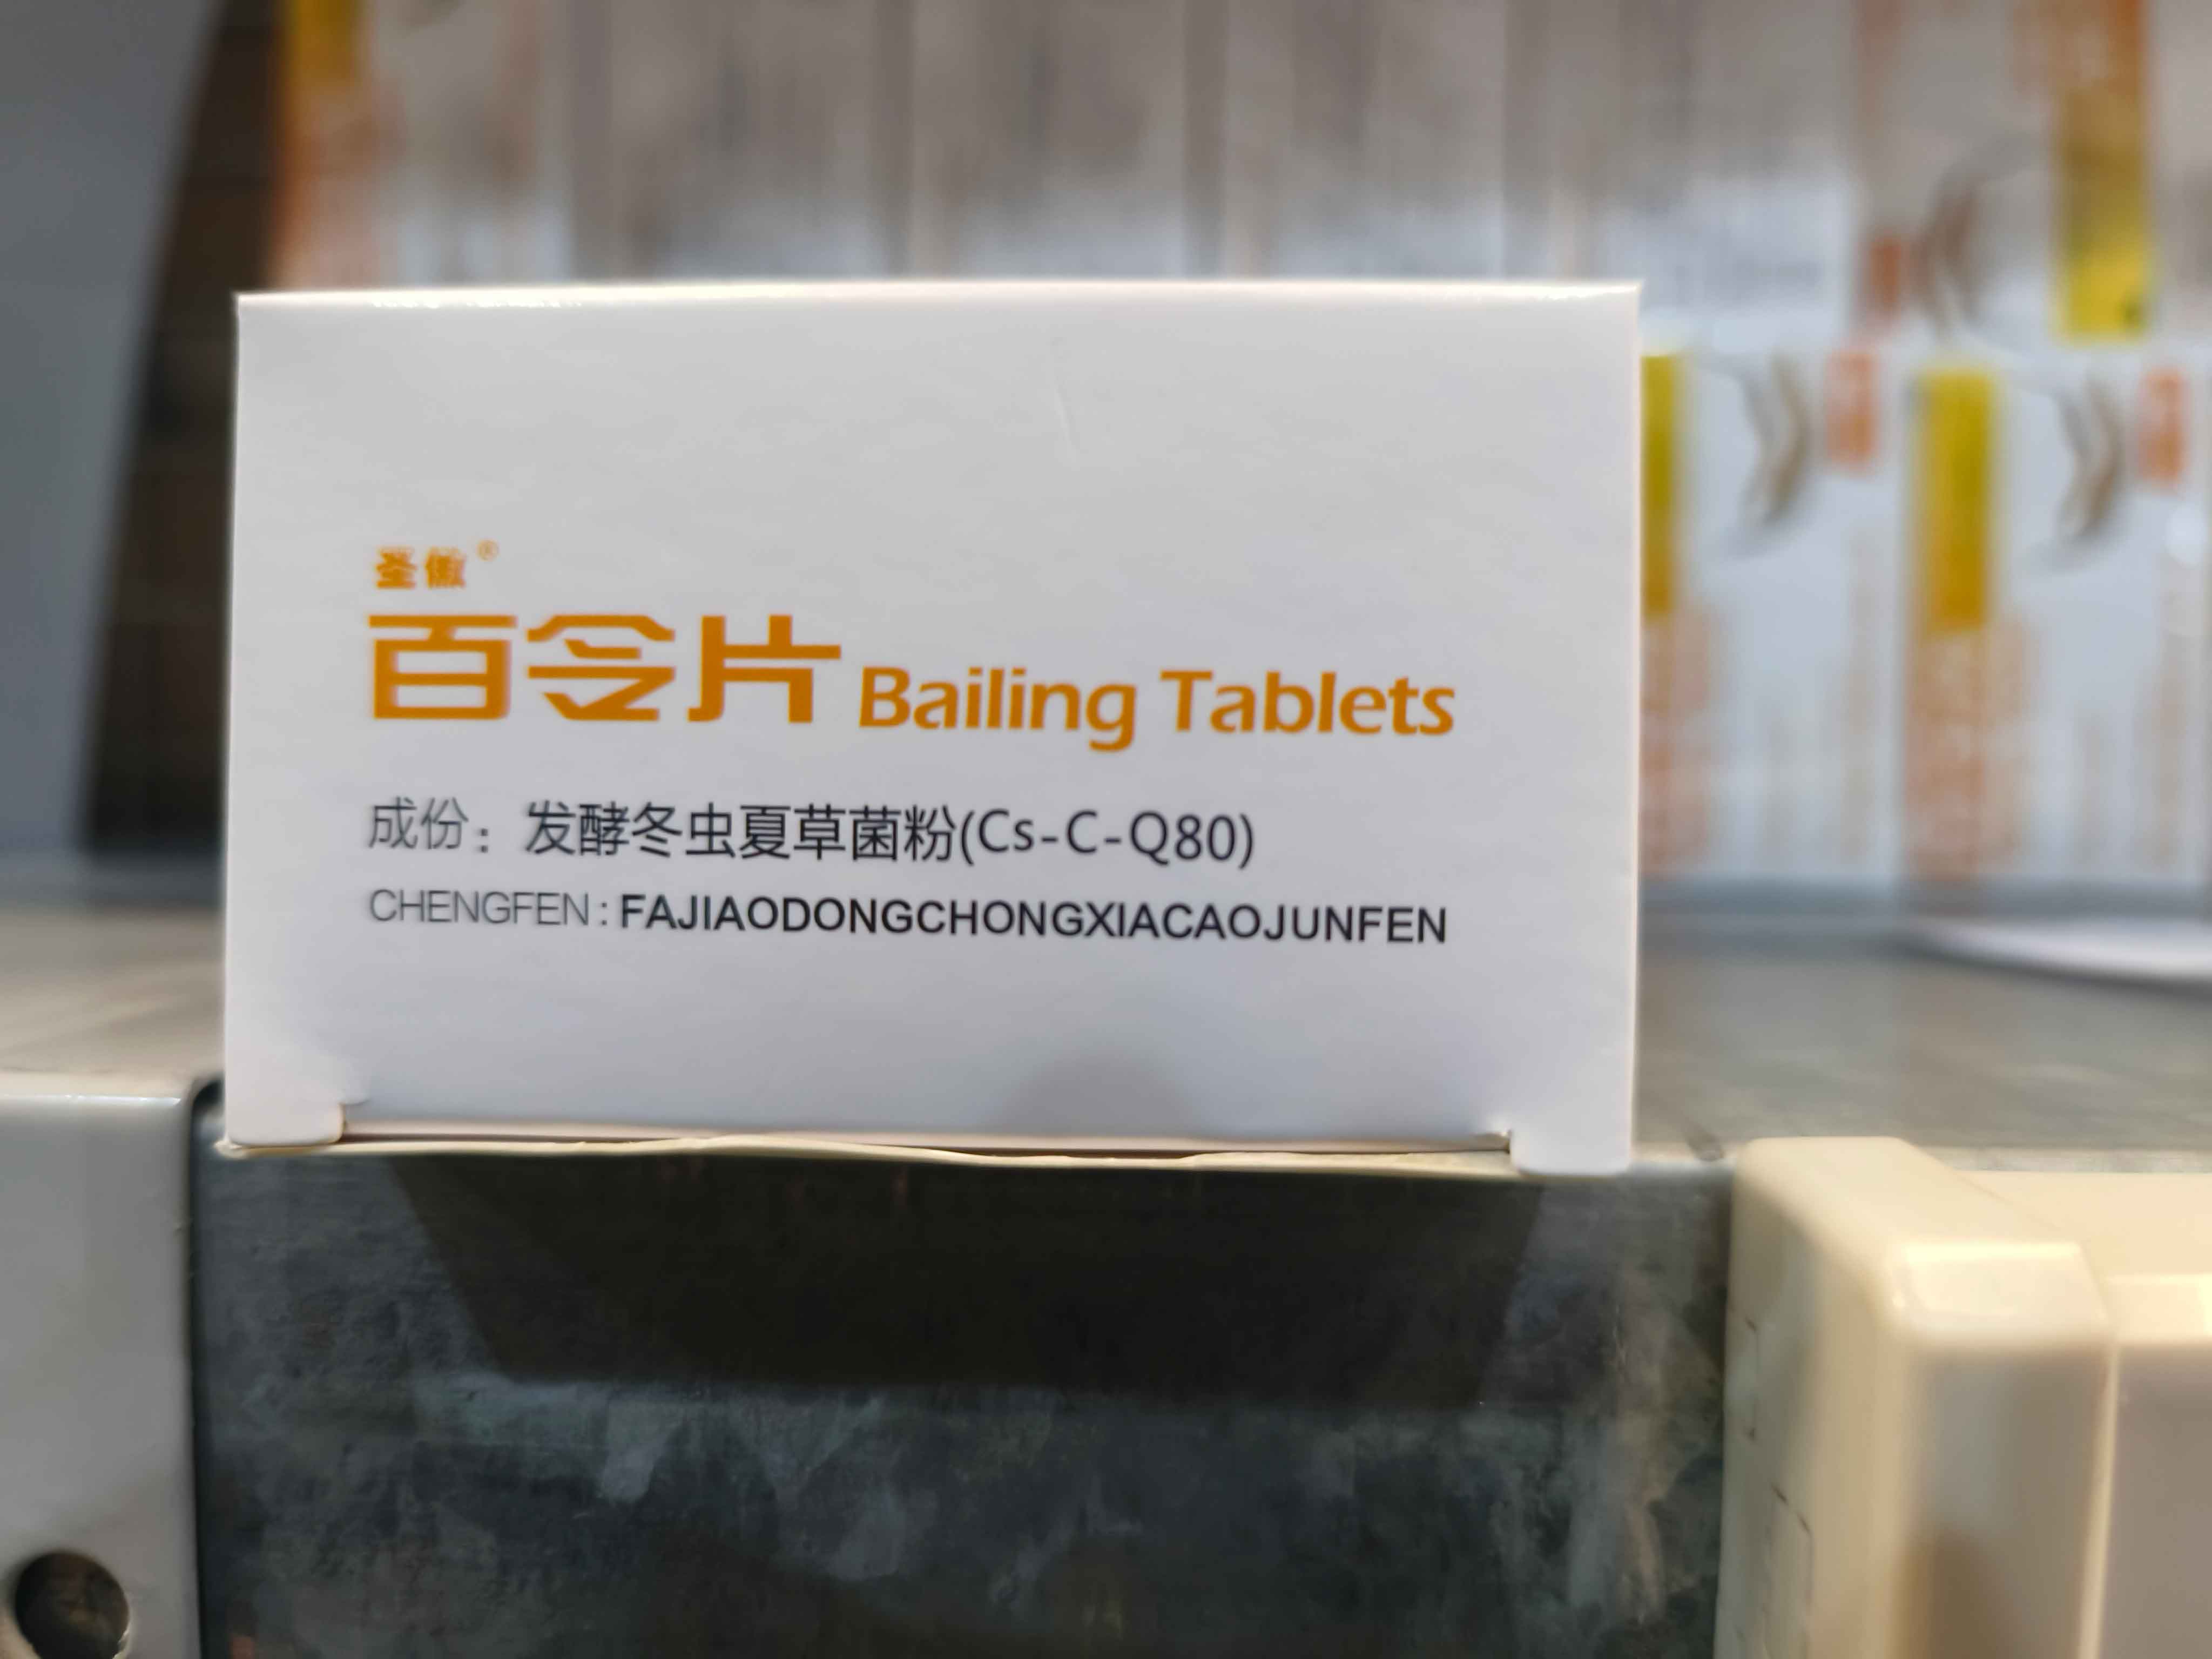 圣傲®
百令片 Bailing Tablets
成份：发酵冬虫夏草菌粉(Cs-C-Q80)
CHENGFEN：FAJIAODONGCHONGXIACAOJUNFEN